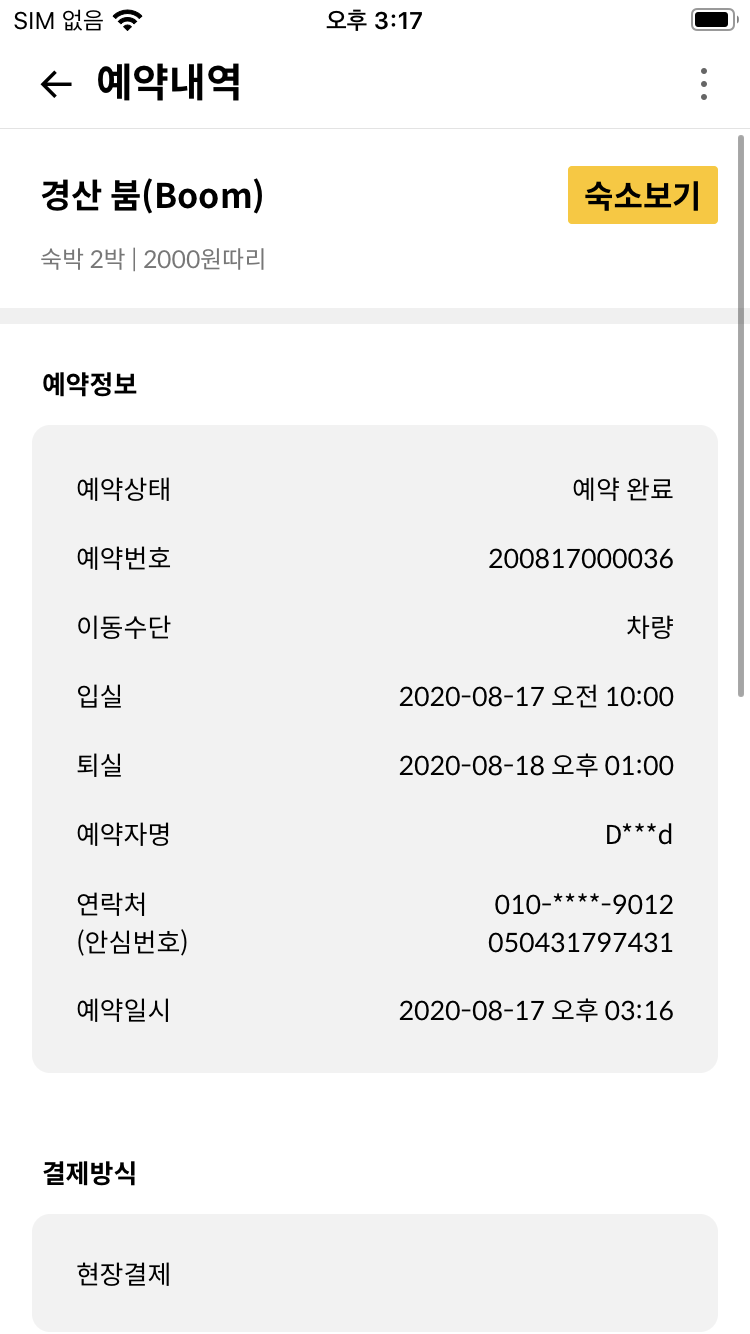 SIM 없음 오후 3:17
예약내역
경산 붐(Boom) 숙소보기
숙박 2박 | 2000원따리
예약정보
예약상태 예약 완료
예약번호 200817000036
이동수단 차량
입실 2020-08-17 오전 10:00
퇴실 2020-08-18 오후 01:00
예약자명 D***d
연락처 010-****-9012
(안심번호) 050431797431
예약일시 2020-08-17 오후 03:16
결제방식
현장결제